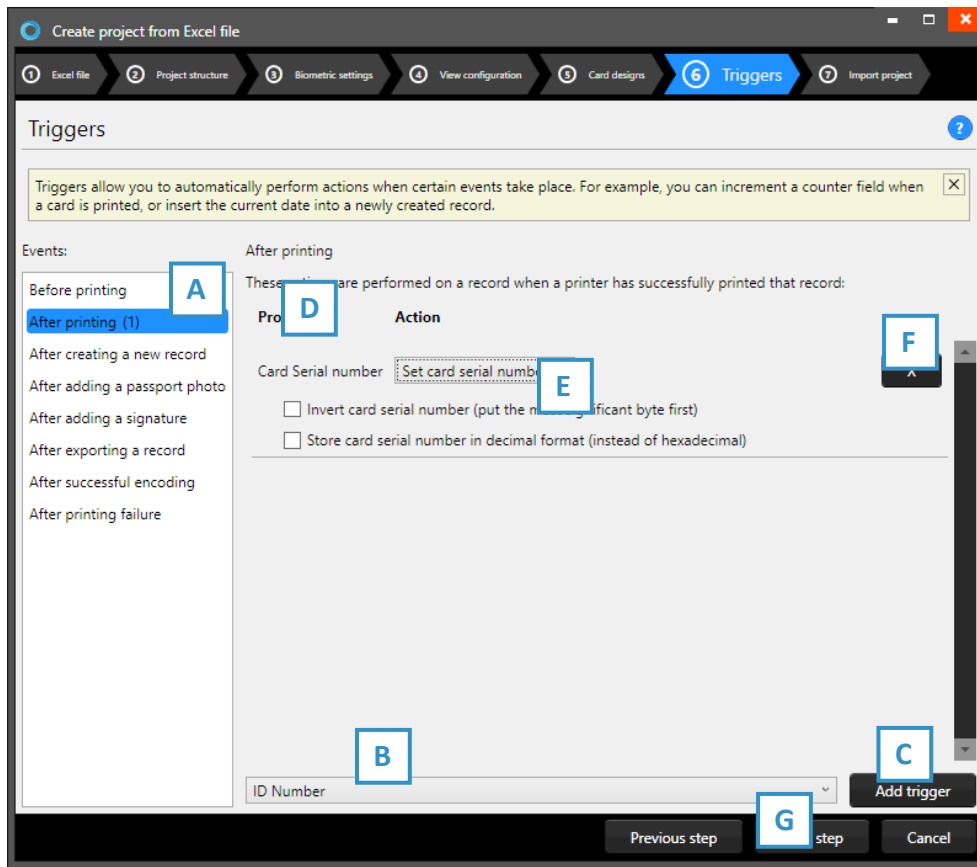 Create project from Excel file
1 Excel file 2 Project structure 3 Biometric settings 4 View configuration 5 Card designs 6 Triggers 7 Import project
Triggers
?
Triggers allow you to automatically perform actions when certain events take place. For example, you can increment a counter field when
a card is printed, or insert the current date into a newly created record.
Events:
Before printing
A
After printing (1)
After creating a new record
After adding a passport photo
After adding a signature
After exporting a record
After successful encoding
After printing failure
After printing
are performed on a record when a printer has successfully printed that record:
D
Action
F
Card Serial number Set card serial
E
Invert card serial number (put the byte first)
Store card serial number in decimal format (instead of hexadecimal)
B
C
ID Number
Add trigger
G
Previous step step Cancel